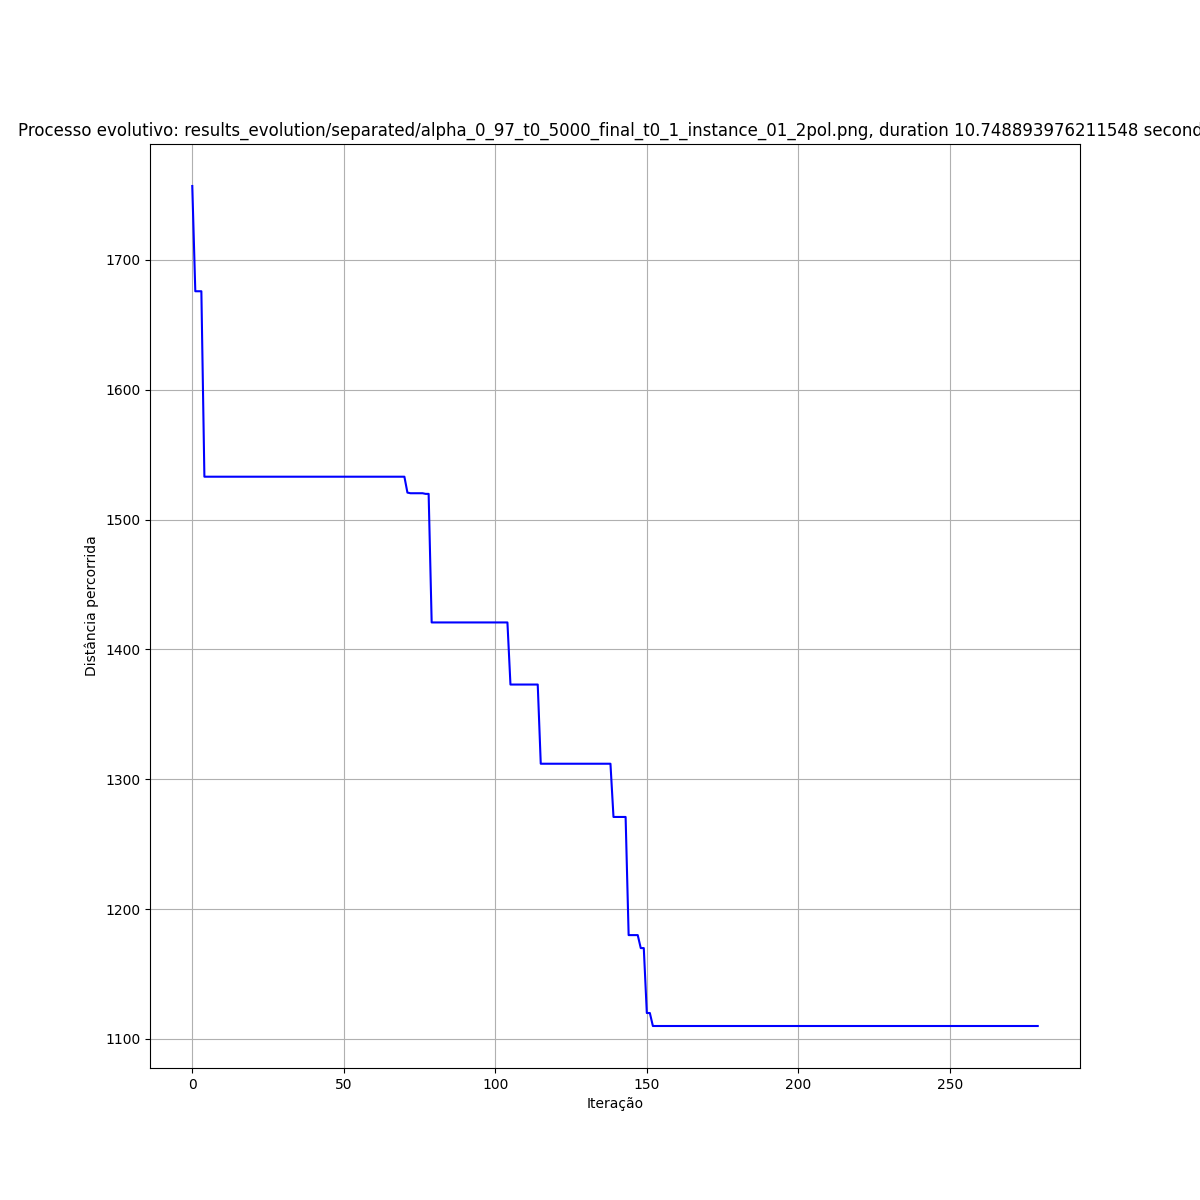 Processo evolutivo: results_evolution/separated/alpha_0_97_t0_5000_final_t0_1_instance_01_2pol.png, duration 10.748893976211548 second
1700
1600
1500
1400
1300
1200
1100
Distância percorrida
0 50 100 150 200 250
Iteração